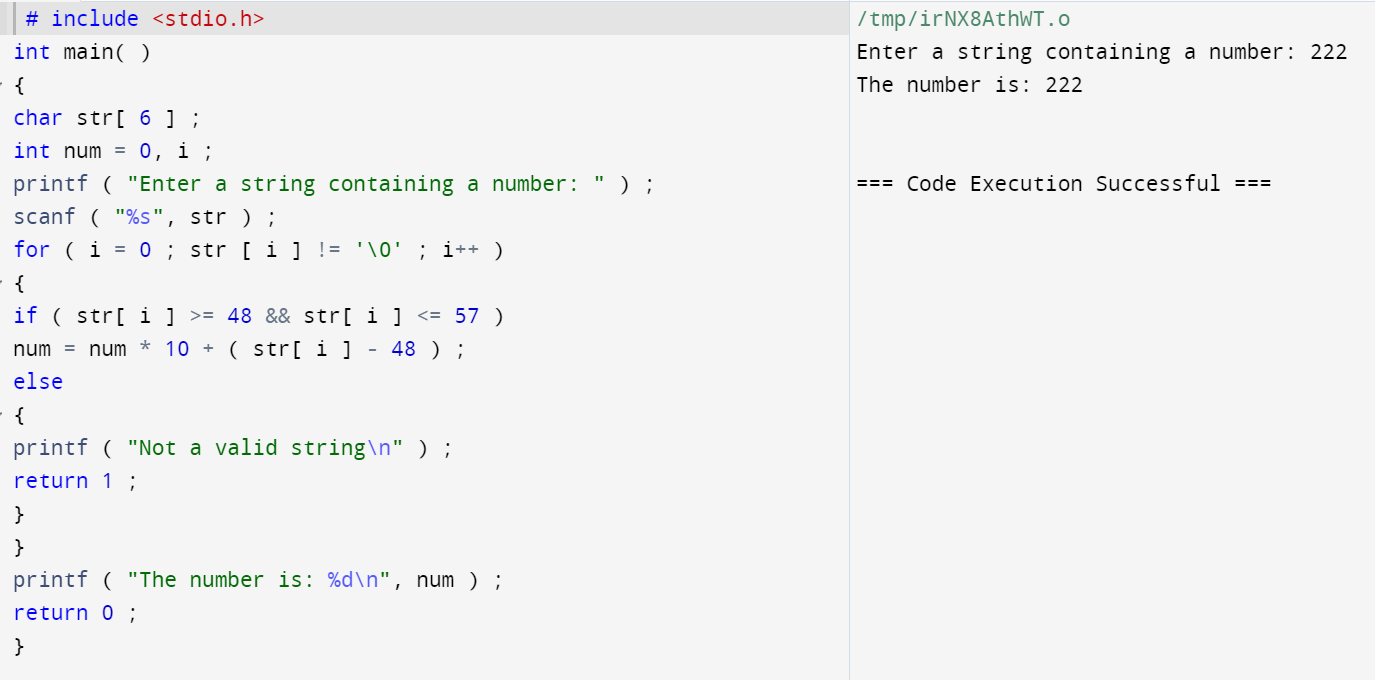 # include <stdio.h>
int main( )
{
char str[ 6 ] ;
int num = 0, i ;
printf ( "Enter a string containing a number: " ) ;
scanf ( "%s", str ) ;
for ( i = 0 ; str [ i ] != '\0' ; i++ )
{
if ( str[ i ] >= 48 && str[ i ] <= 57 )
num = num * 10 + ( str[ i ] - 48 ) ;
else
{
printf ( "Not a valid string\n" ) ;
return 1 ;
}
}
printf ( "The number is: %d\n", num ) ;
return 0 ;
}
/tmp/irNX8AthWT.o
Enter a string containing a number: 222
The number is: 222
=== Code Execution Successful ===